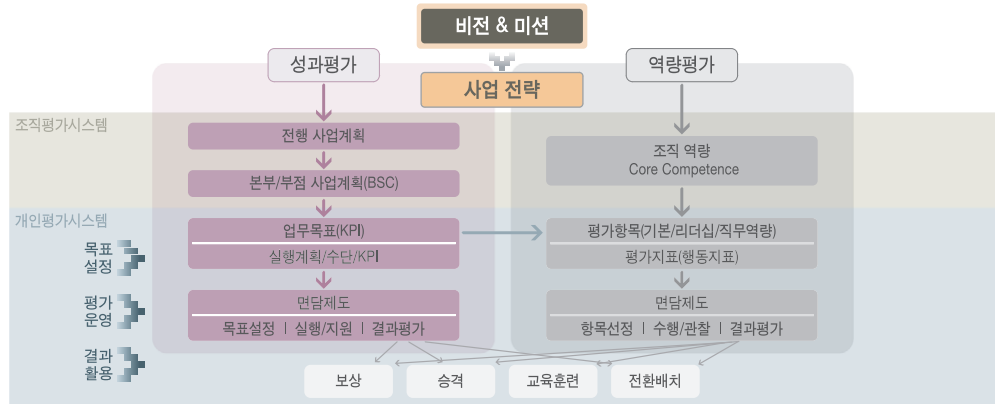 비전 & 미션
성과평가
역량평가
사업 전략
조직평가시스템
전행 사업계획
조직 역량
Core Competence
본부/부점 사업계획(BSC)
개인평가시스템
업무목표(KPI)
평가항목(기본/리더십/직무역량)
목표
설정
실행계획/수단/KPI
평가지표(행동지표)
평가
운영
면담제도
면담제도
목표설정 | 실행/지원 | 결과평가
항목선정 | 수행/관찰 | 결과평가
결과
활용
보상
승격
교육훈련
전환배치